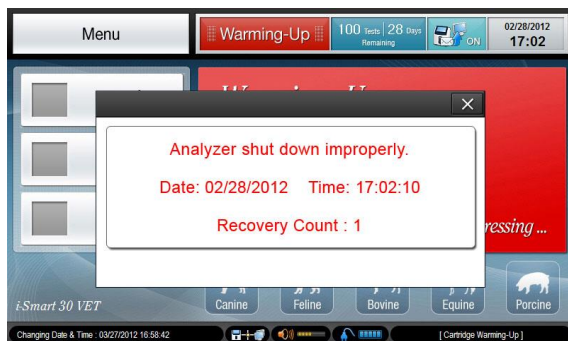 Menu
Warming-Up
100 Tests 28 Days
Remaining
ON
02/28/2012
17:02
Analyzer shut down improperly.
Date: 02/28/2012 Time: 17:02:10
Recovery Count : 1
ressing ...
i-Smart 30 VET
Canine
Feline
Bovine
Equine
Porcine
Changing Date & Time : 03/27/2012 16:58:42
[ Cartridge Warming-Up ]